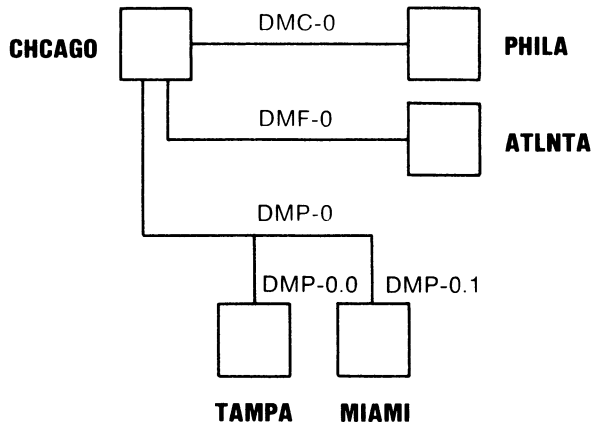 DMC-0
CHCAGO
PHILA
DMF-0
ATLNTA
DMP-0
DMP-0.0
DMP-0.1
TAMPA
MIAMI